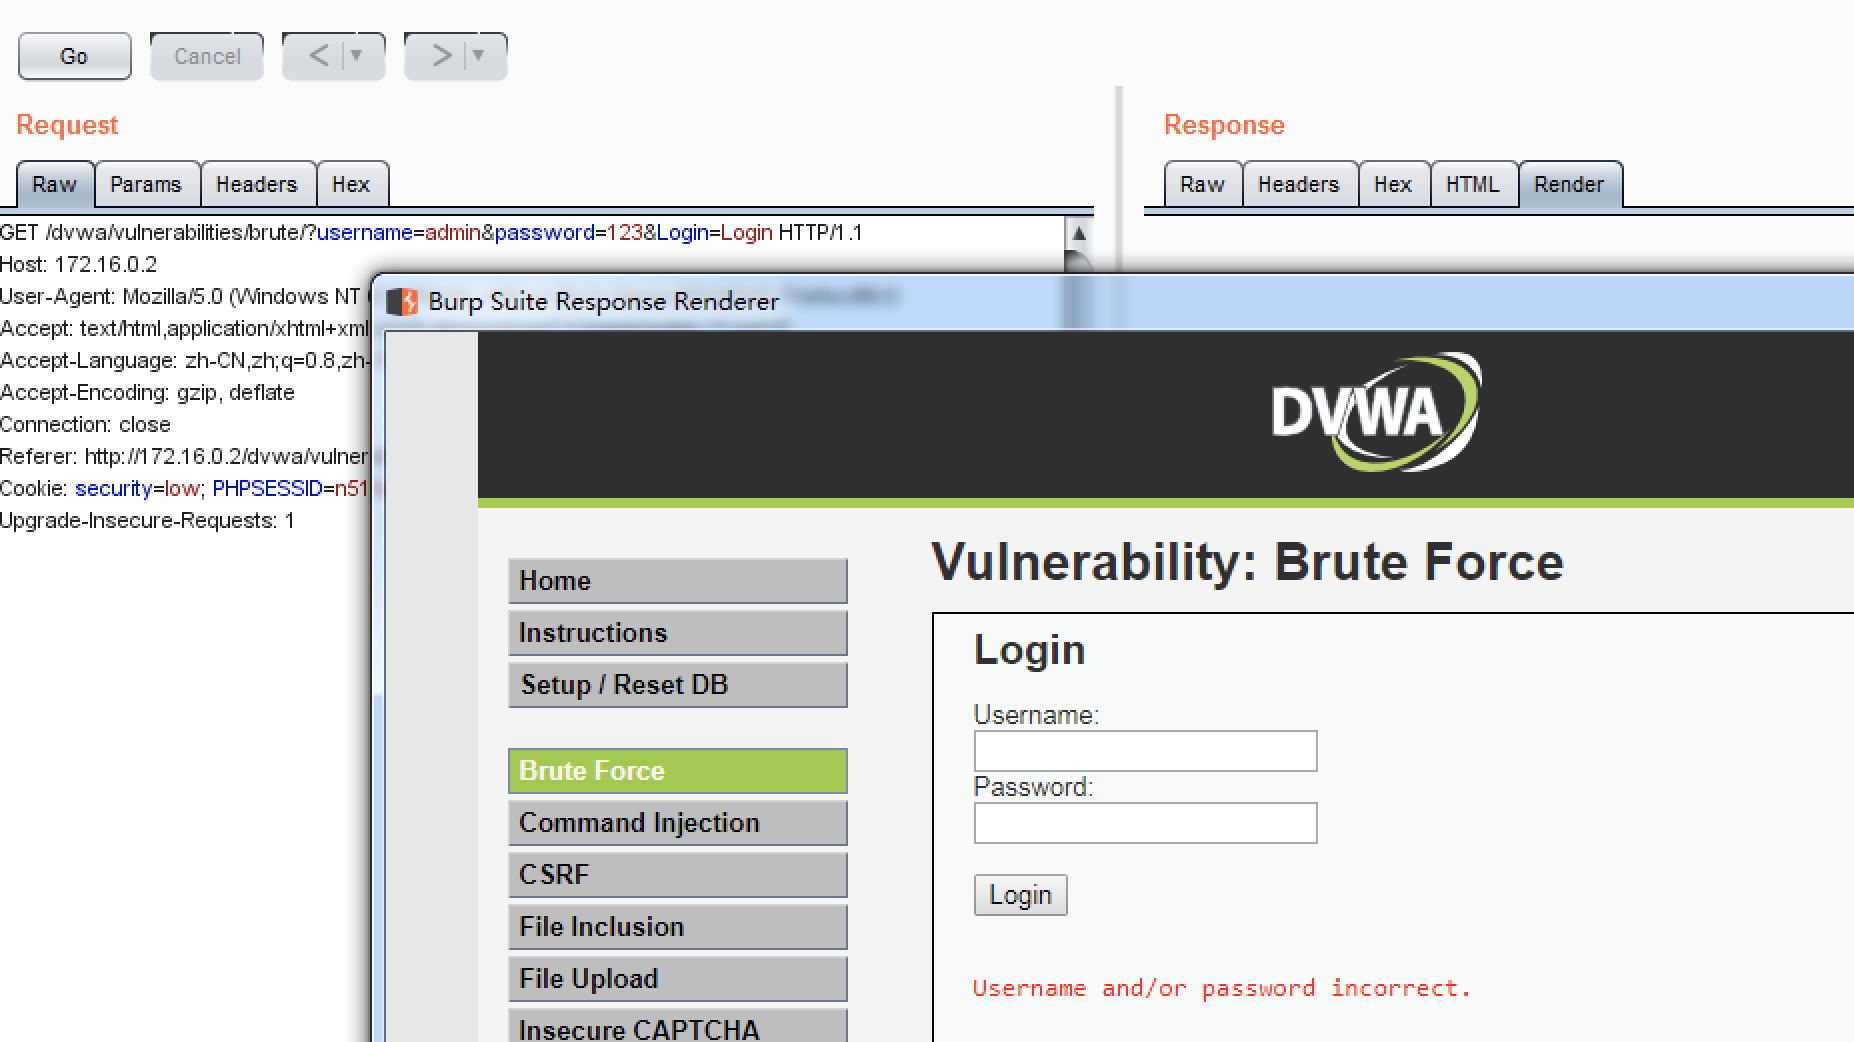 Go Cancel < ▼ > ▼
Request
Raw Params Headers Hex
GET /dvwa/vulnerabilities/brute/?username=admin&password=123&Login=Login HTTP/1.1
Host: 172.16.0.2
User-Agent: Mozilla/5.0 (Windows NT
Accept: text/html,application/xhtml+xml
Accept-Language: zh-CN,zh;q=0.8,zh-
Accept-Encoding: gzip, deflate
Connection: close
Referer: http://172.16.0.2/dvwa/vulner
Cookie: security=low; PHPSESSID=n51
Upgrade-Insecure-Requests: 1
Response
Raw Headers Hex HTML Render
Burp Suite Response Renderer
DVWA
Home
Instructions
Setup / Reset DB
Brute Force
Command Injection
CSRF
File Inclusion
File Upload
Insecure CAPTCHA
Vulnerability: Brute Force
Login
Username:
Password:
Login
Username and/or password incorrect.